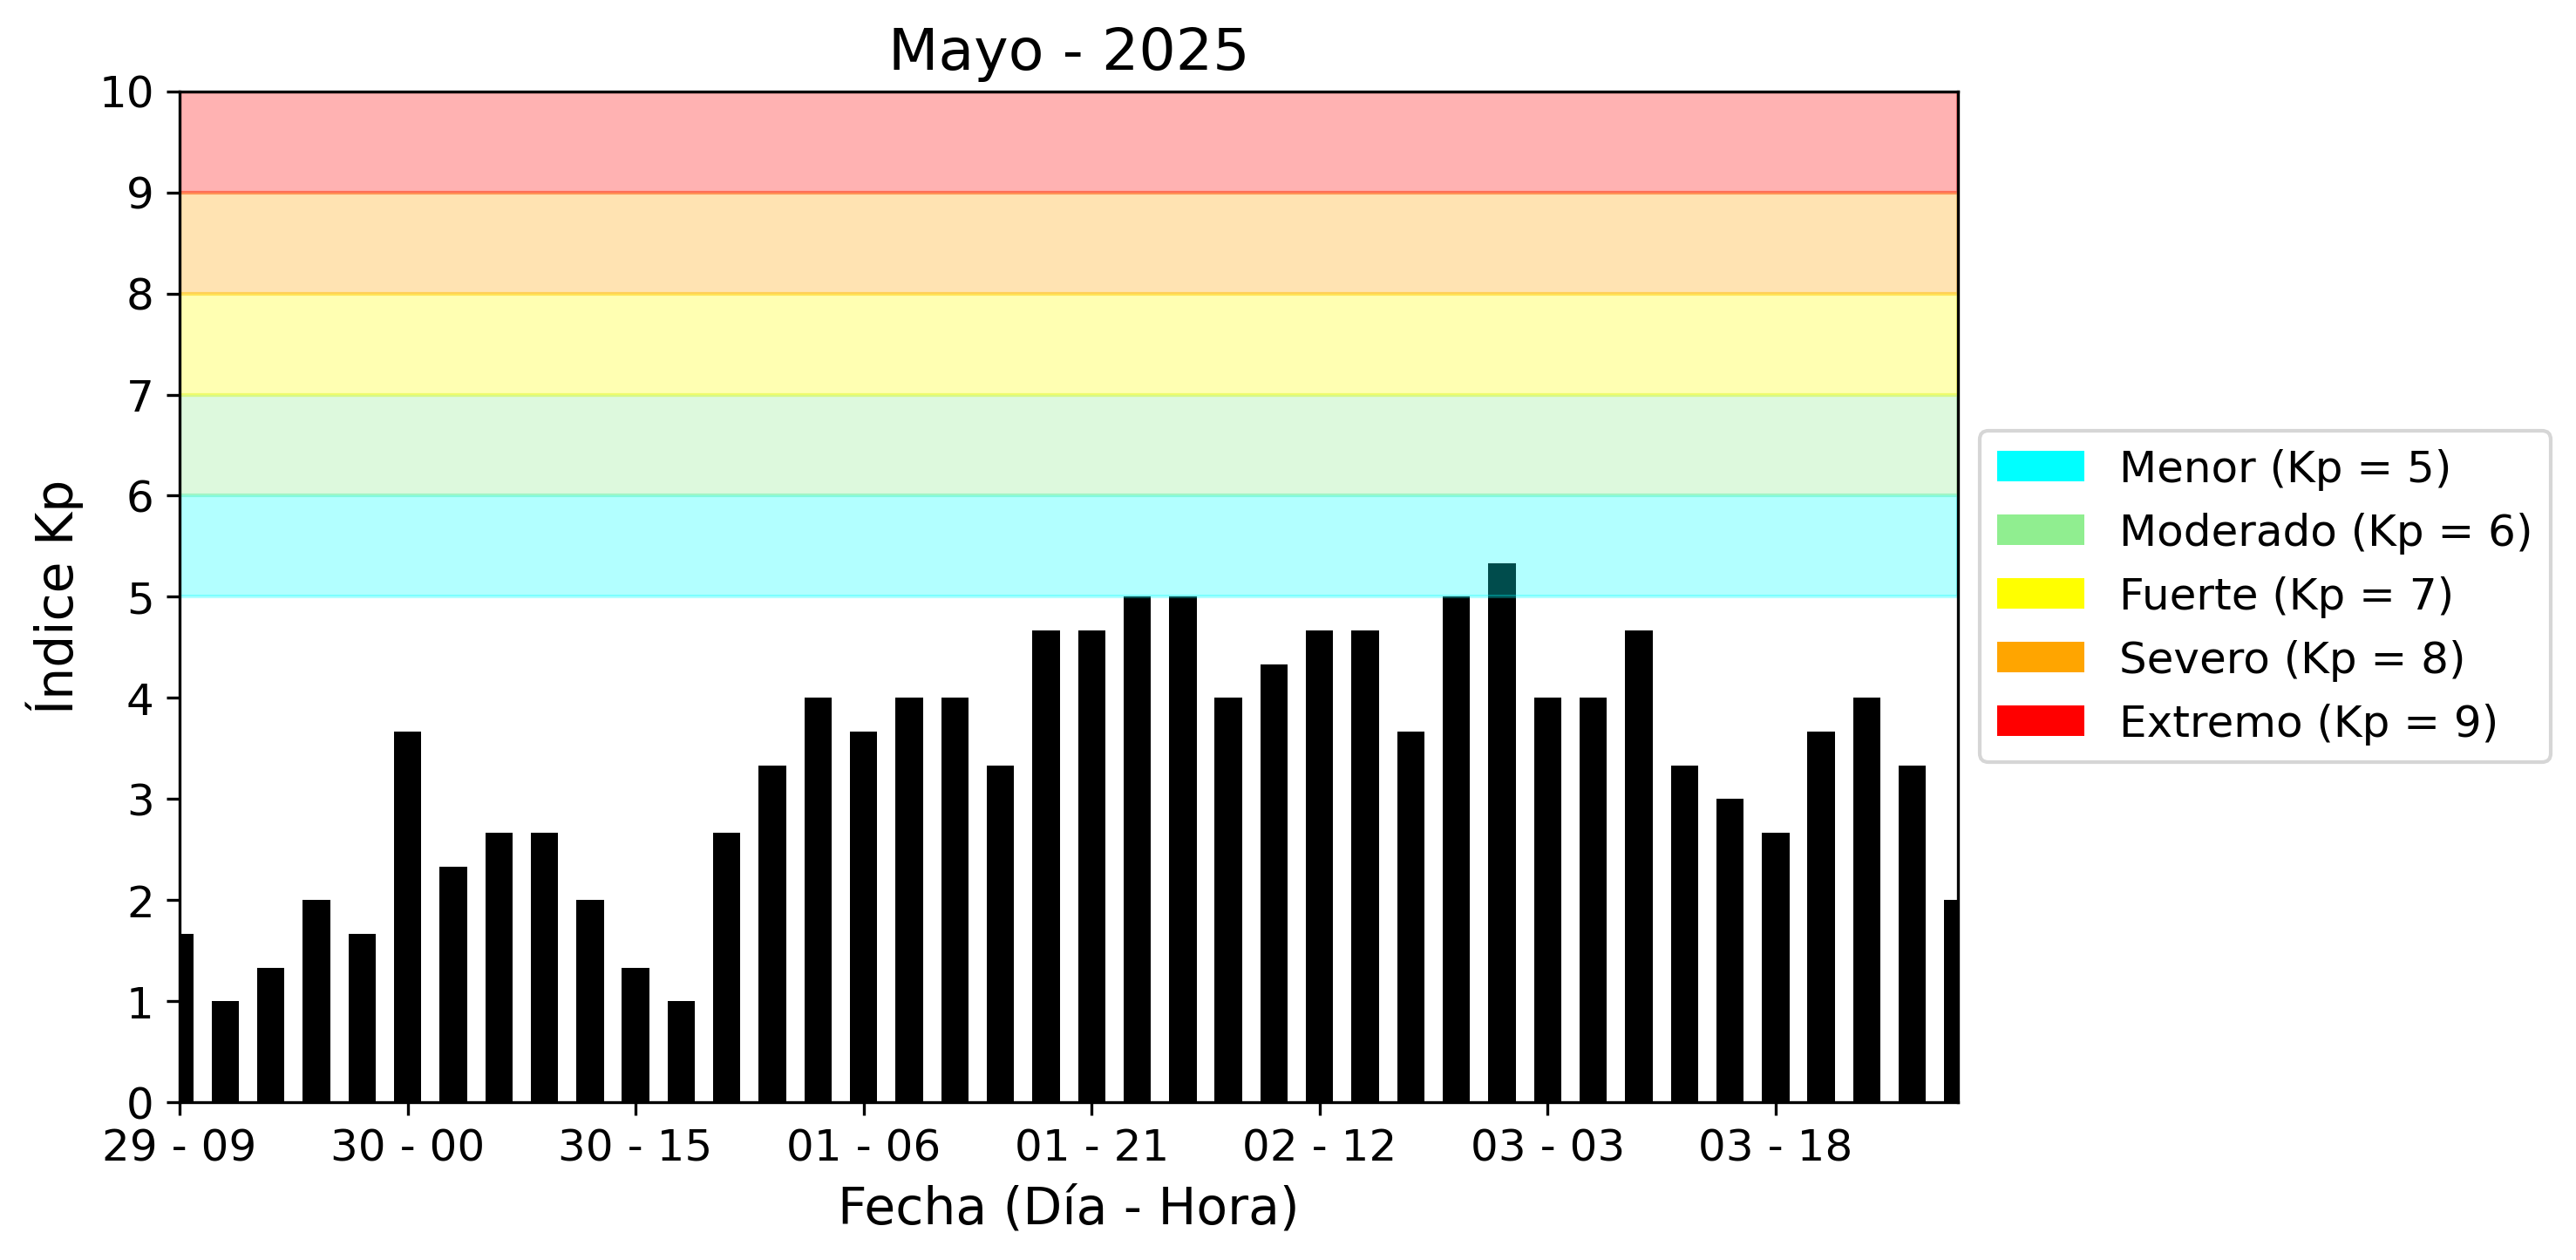 Mayo - 2025
10
9
8
7
6
5
4
3
2
1
0
Índice Kp
29 - 09
30 - 00
30 - 15
01 - 06
01 - 21
02 - 12
03 - 03
03 - 18
Fecha (Día - Hora)
Menor (Kp = 5)
Moderado (Kp = 6)
Fuerte (Kp = 7)
Severo (Kp = 8)
Extremo (Kp = 9)